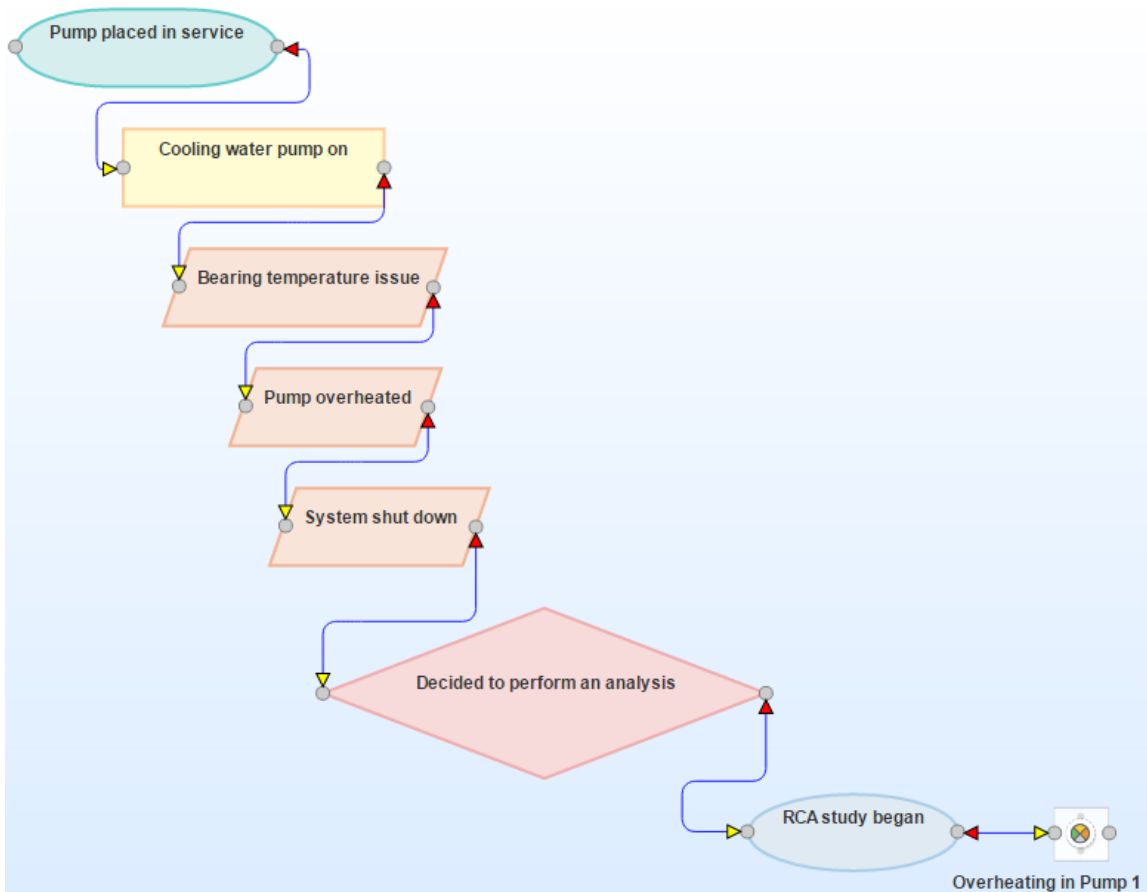 Pump placed in service
Cooling water pump on
Bearing temperature issue
Pump overheated
System shut down
Decided to perform an analysis
RCA study began
Overheating in Pump 1